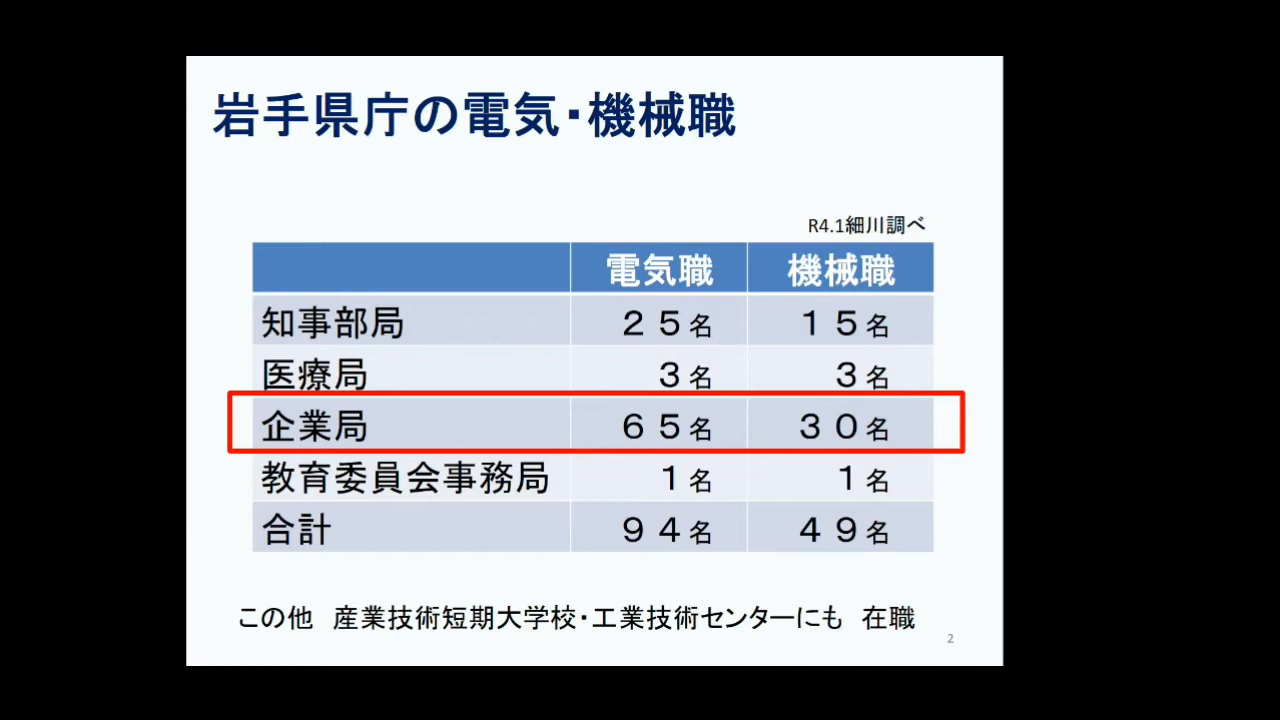 岩手県庁の電気・機械職
R4.1細川調べ
電気職 機械職
知事部局 25名 15名
医療局 3名 3名
企業局 65名 30名
教育委員会事務局 1名 1名
合計 94名 49名
この他　産業技術短期大学校・工業技術センターにも　在職
2